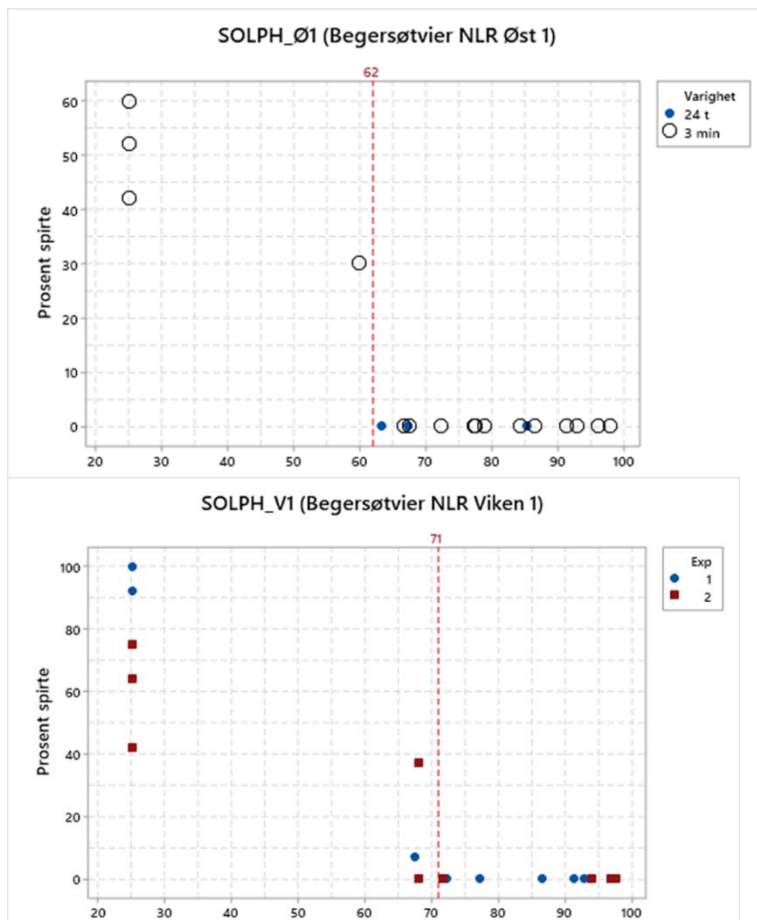 SOLPH_Ø1 (Begersøtvier NLR Øst 1)
62
Varighet
24 t
3 min
Prosent spirte
60
50
40
30
20
10
0
20 30 40 50 60 70 80 90 100
SOLPH_V1 (Begersøtvier NLR Viken 1)
71
Exp
1
2
Prosent spirte
100
80
60
40
20
0
20 30 40 50 60 70 80 90 100